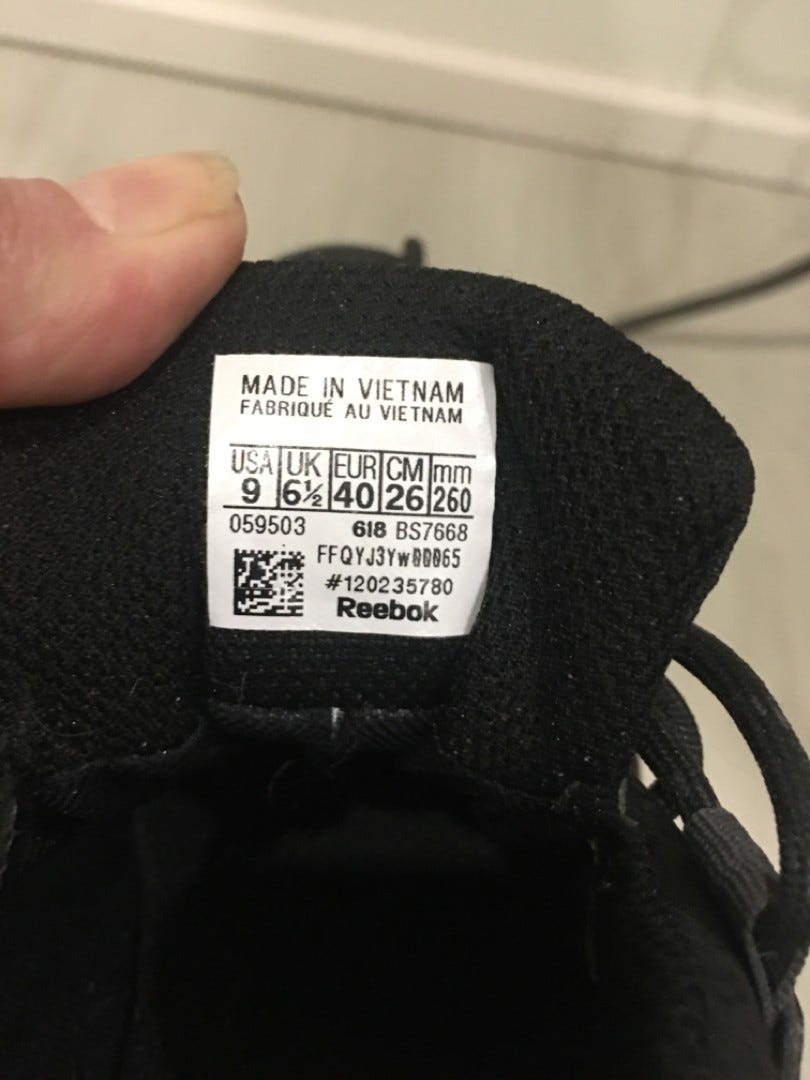 MADE IN VIETNAM
FABRIQUÉ AU VIETNAM
USA UK EUR CM mm
9 6½ 40 26 260
059503 618 BS7668
FFQYJ3Yw00065
#120235780
Reebok